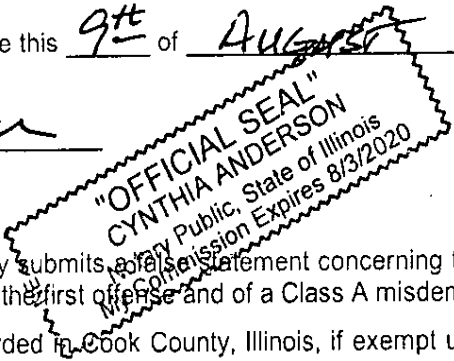 e this 9th of August
"OFFICIAL SEAL"
CYNTHIA ANDERSON
Notary Public, State of Illinois
My Commission Expires 8/3/2020
y submits a false statement concerning t
the first offense and of a Class A misden
rded in Cook County, Illinois, if exempt u